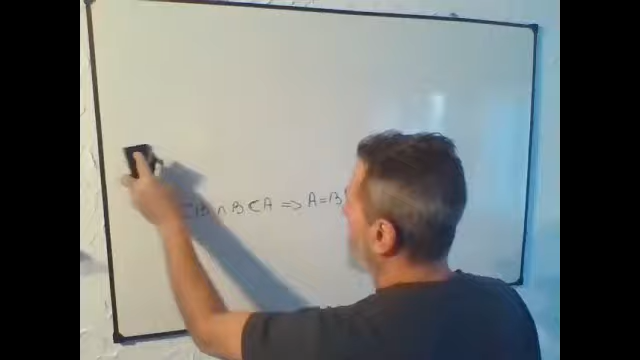 ⊂ B ∧ B ⊂ A ⇒ A = B